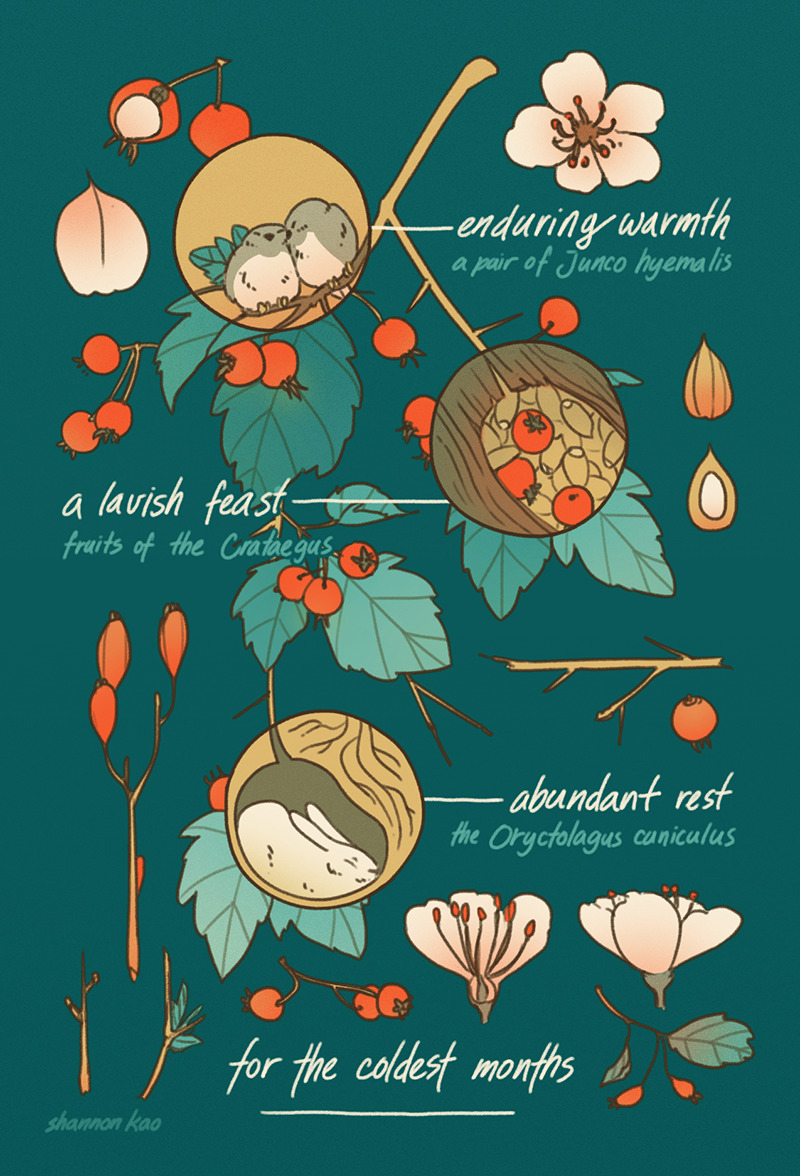 enduring warmth
a pair of Junco hyemalis
a lavish feast
fruits of the Crataegus
abundant rest
the Oryctolagus cuniculus
for the coldest months
shannon kao